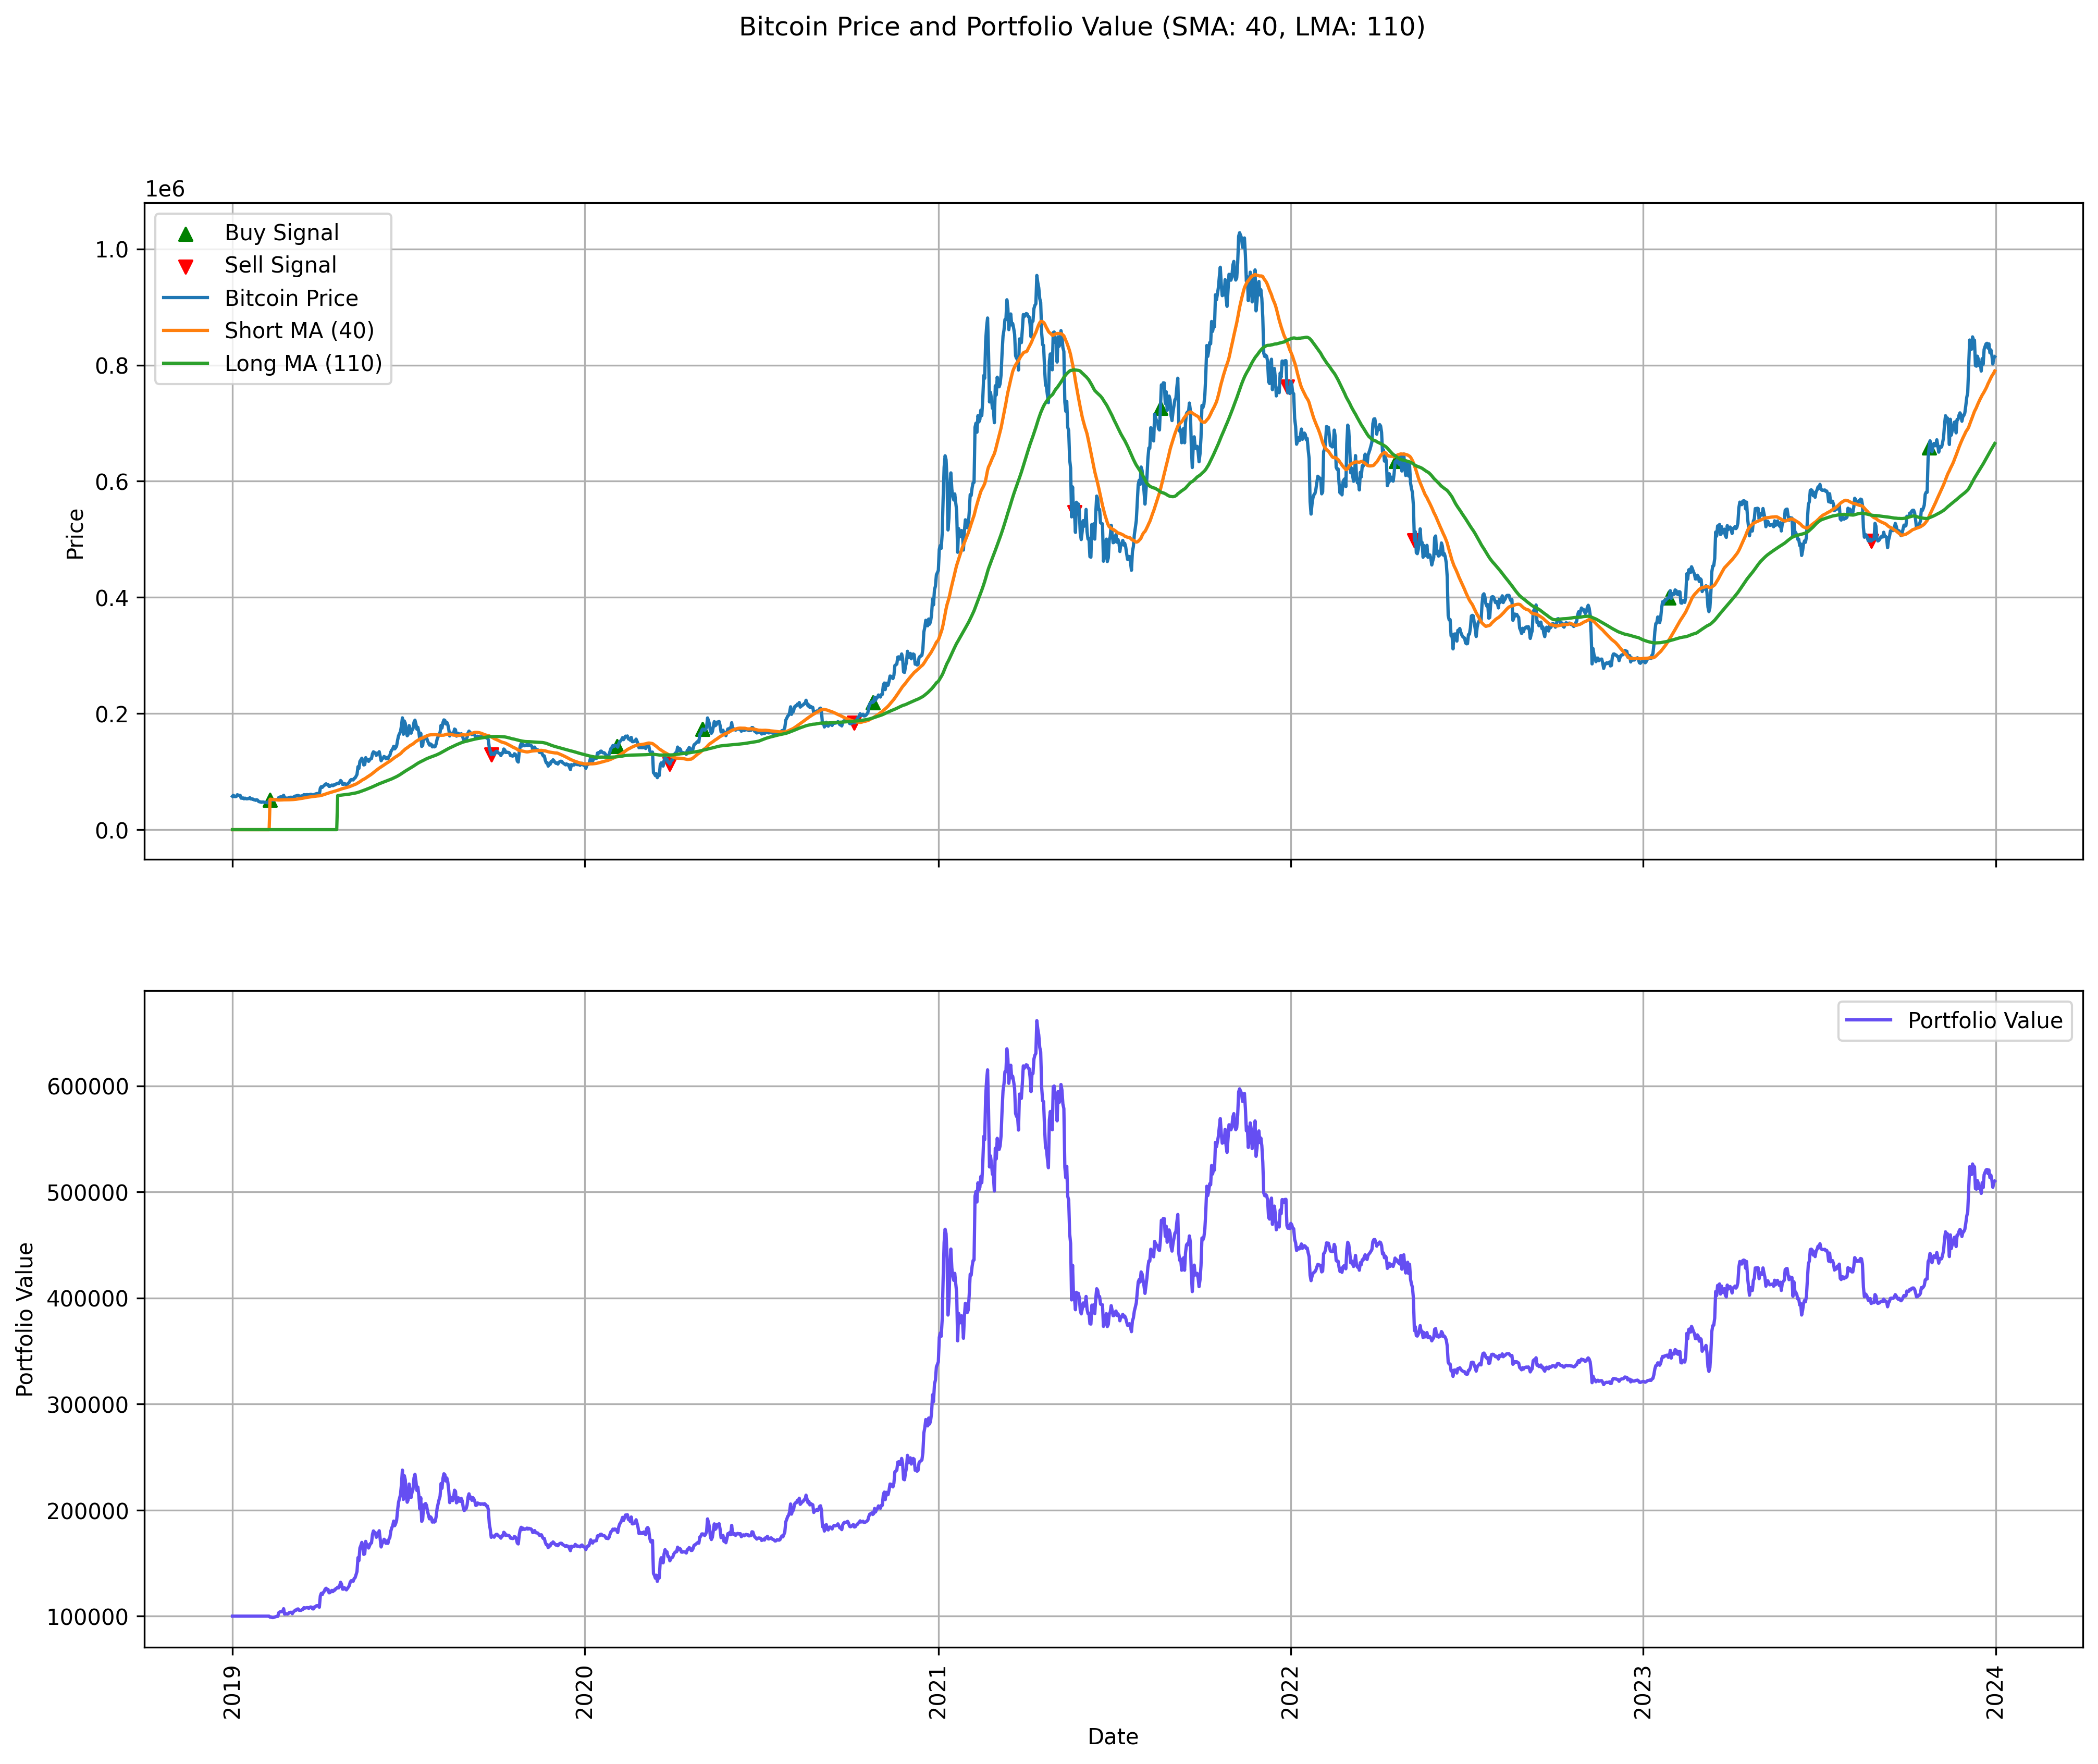 Bitcoin Price and Portfolio Value (SMA: 40, LMA: 110)
1e6
Buy Signal
Sell Signal
Bitcoin Price
Short MA (40)
Long MA (110)
1.0
0.8
0.6
0.4
0.2
0.0
Price
Portfolio Value
600000
500000
400000
300000
200000
100000
Portfolio Value
2019
2020
2021
2022
2023
2024
Date